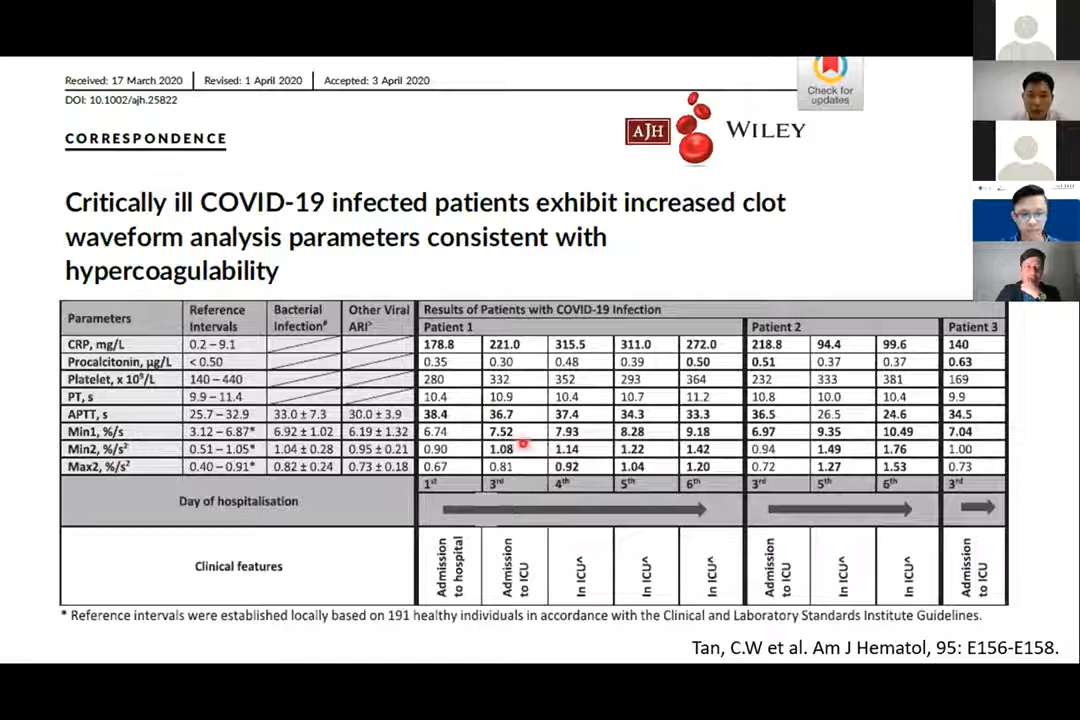 Received: 17 March 2020 | Revised: 1 April 2020 | Accepted: 3 April 2020
DOI: 10.1002/ajh.25822
Check for
updates
CORRESPONDENCE
AJH WILEY
Critically ill COVID-19 infected patients exhibit increased clot
waveform analysis parameters consistent with
hypercoagulability
Parameters Reference Intervals Bacterial Infection# Other Viral ARI> Results of Patients with COVID-19 Infection
Patient 1 Patient 2 Patient 3
CRP, mg/L 0.2 – 9.1 178.8 221.0 315.5 311.0 272.0 218.8 94.4 99.6 140
Procalcitonin, µg/L < 0.50 0.35 0.30 0.48 0.39 0.50 0.51 0.37 0.37 0.63
Platelet, x 10⁹/L 140 – 440 280 332 352 293 364 232 333 381 169
PT, s 9.9 – 11.4 10.4 10.9 10.4 10.7 11.2 10.8 10.0 10.4 9.9
APTT, s 25.7 – 32.9 33.0 ± 7.3 30.0 ± 3.9 38.4 36.7 37.4 34.3 33.3 36.5 26.5 24.6 34.5
Min1, %/s 3.12 – 6.87* 6.92 ± 1.02 6.19 ± 1.32 6.74 7.52 7.93 8.28 9.18 6.97 9.35 10.49 7.04
Min2, %/s² 0.51 – 1.05* 1.04 ± 0.28 0.95 ± 0.21 0.90 1.08 1.14 1.22 1.42 0.94 1.49 1.76 1.00
Max2, %/s² 0.40 – 0.91* 0.82 ± 0.24 0.73 ± 0.18 0.67 0.81 0.92 1.04 1.20 0.72 1.27 1.53 0.73
Day of hospitalisation 1st 3rd 4th 5th 6th 3rd 5th 6th 3rd
Clinical features Admission to hospital Admission to ICU In ICU^ In ICU^ In ICU^ Admission to ICU In ICU^ In ICU^ Admission to ICU
* Reference intervals were established locally based on 191 healthy individuals in accordance with the Clinical and Laboratory Standards Institute Guidelines.
Tan, C.W et al. Am J Hematol, 95: E156-E158.